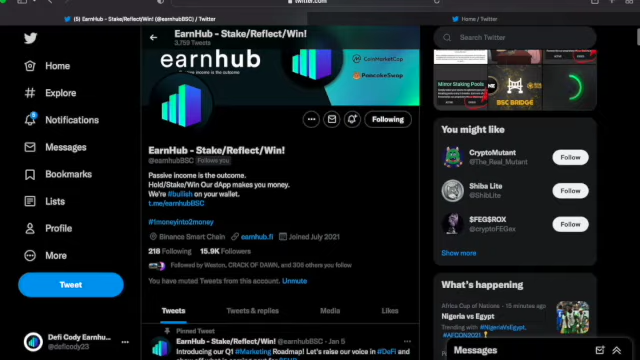 twitter.com
(5) EarnHub - Stake/Reflect/Win! (@earnhubBSC) / Twitter
Home / Twitter
Home
Explore
Notifications
Messages
Bookmarks
Lists
Profile
More
Tweet
Defi Cody Earnhu...
@deficody23
EarnHub - Stake/Reflect/Win!
3,759 Tweets
earnhub
ive income is the outcome
CoinMarketCap
PancakeSwap
Following
EarnHub - Stake/Reflect/Win!
@earnhubBSC Follows you
Passive income is the outcome.
Hold/Stake/Win Our dApp makes you money.
We're #bullish on your wallet.
t.me/earnhubBSC
#1moneyinto2money
Binance Smart Chain earnhub.fi Joined July 2021
218 Following 15.9K Followers
Followed by Weston, CRACK OF DAWN, and 306 others you follow
You have muted Tweets from this account. Unmute
Tweets Tweets & replies Media Likes
Pinned Tweet
EarnHub - Stake/Reflect/Win! @earnhubBSC · Jan 5
Introducing our Q1 #Marketing Roadmap! Let's raise our voice in #DeFi and
Search Twitter
Mirror Staking Pools
BSC BRIDGE
You might like
CryptoMutant
@The_Real_Mutant
Follow
Shiba Lite
@ShibLite
Follow
$FEG$ROX
@cryptoFEGex
Follow
Show more
What's happening
Africa Cup of Nations · 15 minutes ago
Nigeria vs Egypt
Trending with #NigeriaVsEgypt,
#AFCON2021
Messages